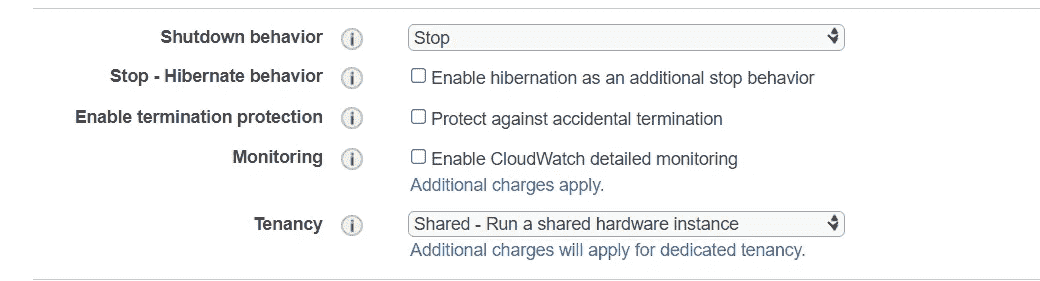 Shutdown behavior i Stop
Stop - Hibernate behavior i Enable hibernation as an additional stop behavior
Enable termination protection i Protect against accidental termination
Monitoring i Enable CloudWatch detailed monitoring
Additional charges apply.
Tenancy i Shared - Run a shared hardware instance
Additional charges will apply for dedicated tenancy.